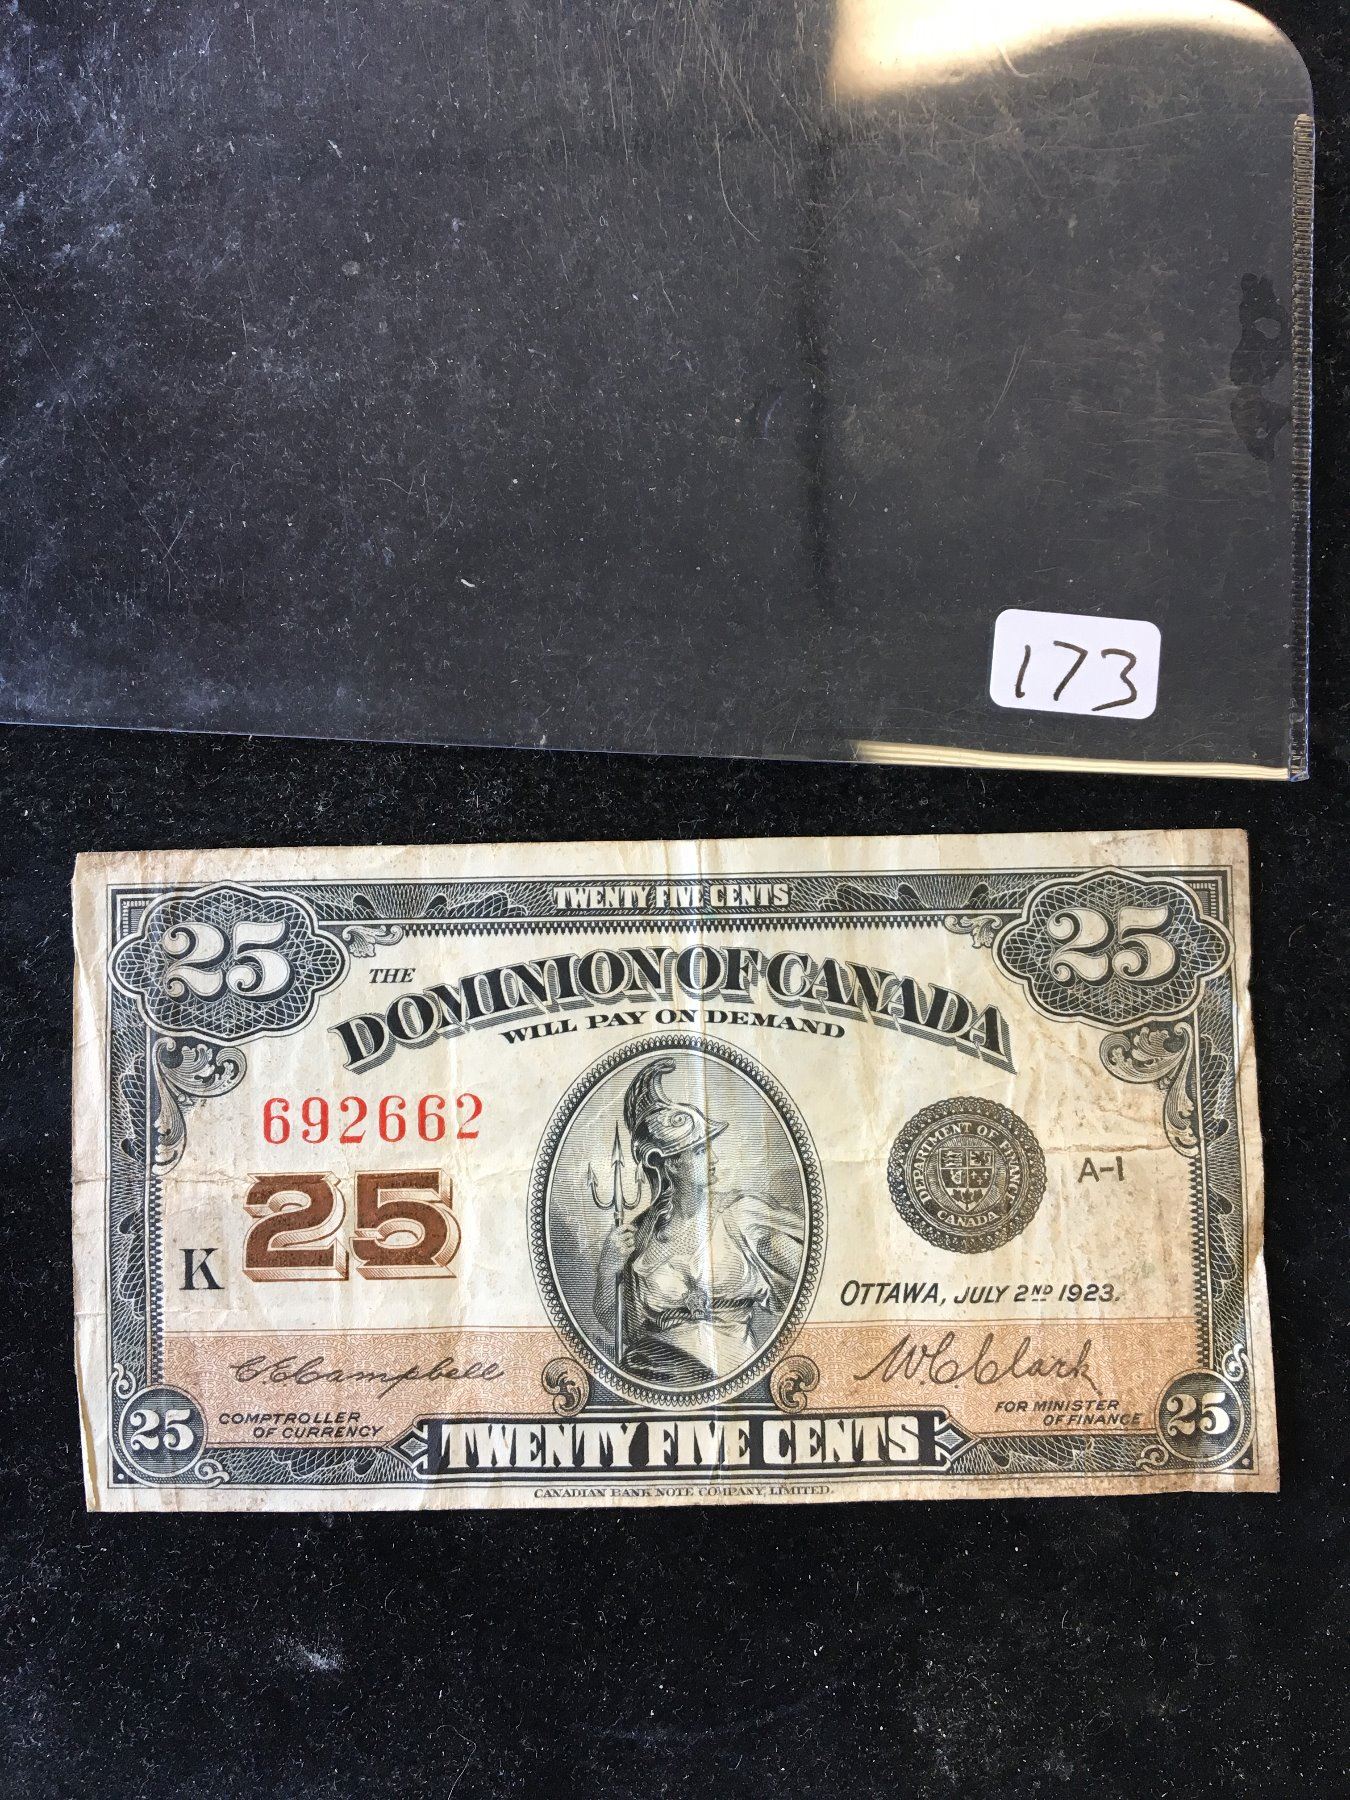 173
TWENTY FIVE CENTS
25 25
THE
DOMINION OF CANADA
WILL PAY ON DEMAND
692662
25
K
DEPARTMENT OF FINANCE
CANADA
A-1
OTTAWA, JULY 2ND 1923.
C E Campbell
W.C. Clark
COMPTROLLER
OF CURRENCY
FOR MINISTER
OF FINANCE
25 25
TWENTY FIVE CENTS
CANADIAN BANK NOTE COMPANY, LIMITED.